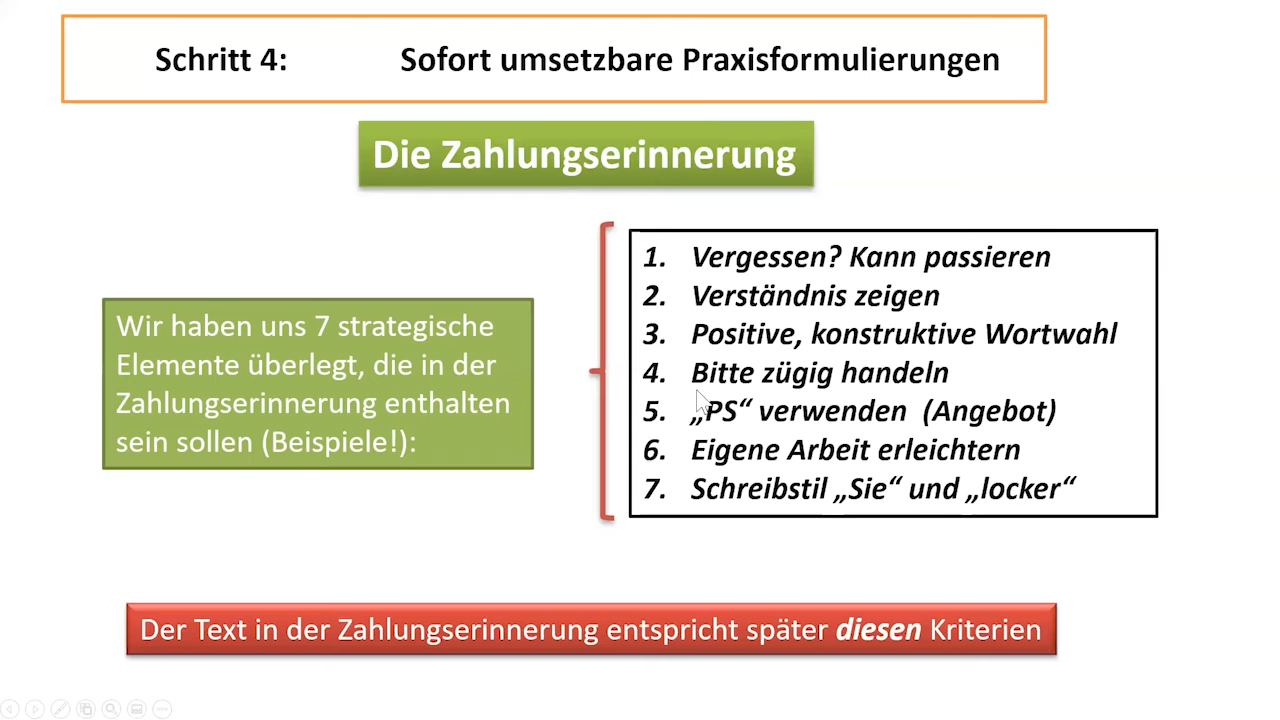 Schritt 4: Sofort umsetzbare Praxisformulierungen
Die Zahlungserinnerung
Wir haben uns 7 strategische
Elemente überlegt, die in der
Zahlungserinnerung enthalten
sein sollen (Beispiele!):
1. Vergessen? Kann passieren
2. Verständnis zeigen
3. Positive, konstruktive Wortwahl
4. Bitte zügig handeln
5. „PS“ verwenden (Angebot)
6. Eigene Arbeit erleichtern
7. Schreibstil „Sie“ und „locker“
Der Text in der Zahlungserinnerung entspricht später diesen Kriterien